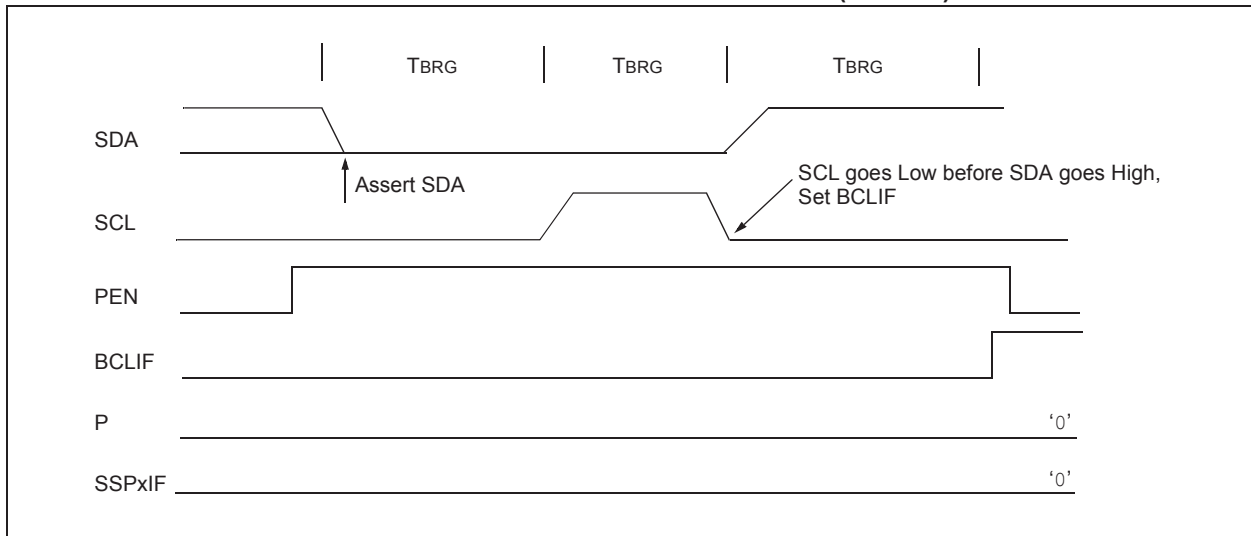 TBRG TBRG TBRG
SDA
Assert SDA
SCL goes Low before SDA goes High,
Set BCLIF
SCL
PEN
BCLIF
P '0'
SSPxIF '0'